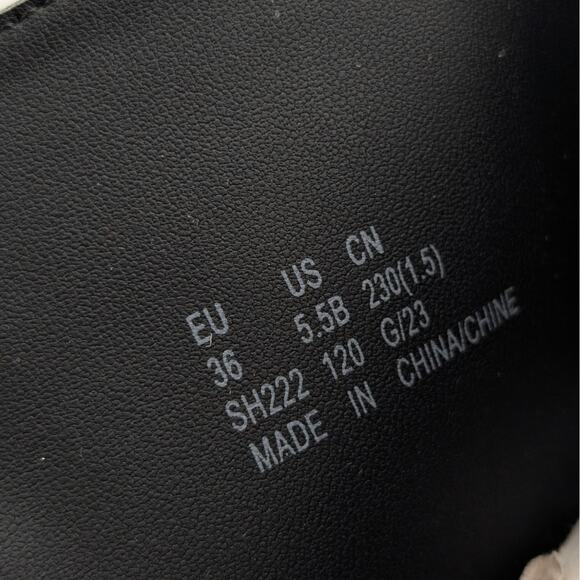 EU US CN
36 5.5B 230(1.5)
SH222 120 G/23
MADE IN CHINA/CHINE